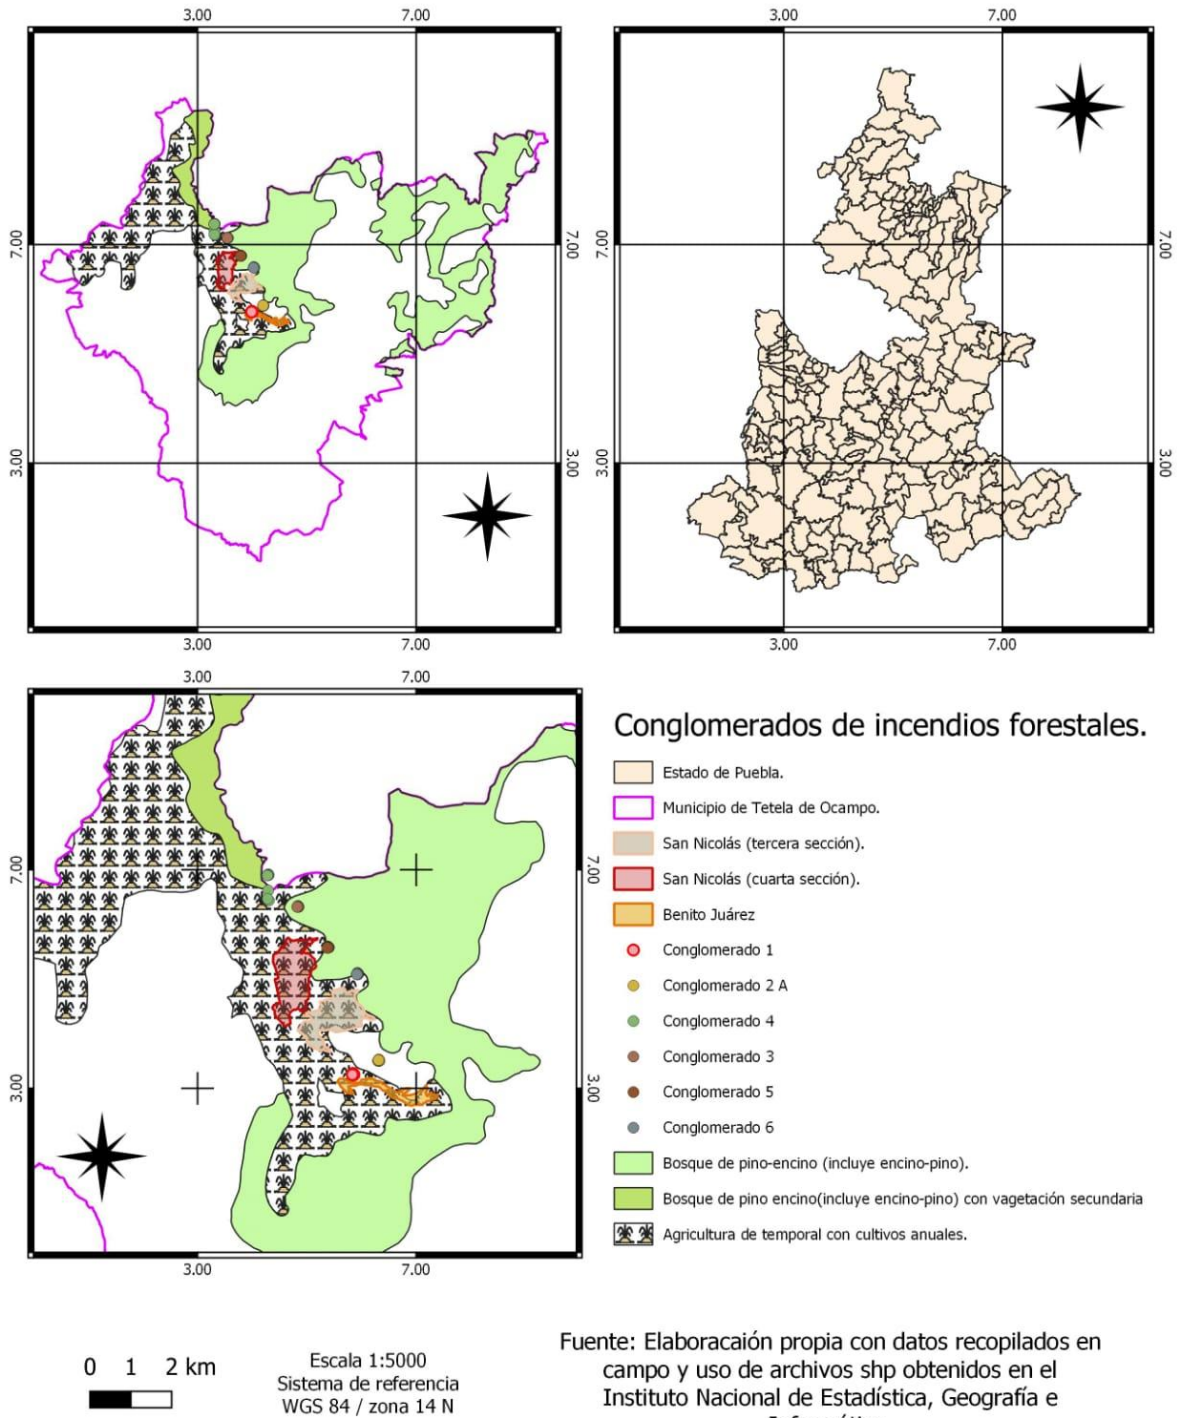 3.00 7.00
7.00 7.00
3.00 3.00
3.00 7.00
3.00 7.00
7.00 7.00
3.00 3.00
3.00 7.00
3.00 7.00
7.00 7.00
3.00 3.00
3.00 7.00
Conglomerados de incendios forestales.
Estado de Puebla.
Municipio de Tetela de Ocampo.
San Nicolás (tercera sección).
San Nicolás (cuarta sección).
Benito Juárez
Conglomerado 1
Conglomerado 2 A
Conglomerado 4
Conglomerado 3
Conglomerado 5
Conglomerado 6
Bosque de pino-encino (incluye encino-pino).
Bosque de pino encino(incluye encino-pino) con vagetación secundaria
Agricultura de temporal con cultivos anuales.
0 1 2 km
Escala 1:5000
Sistema de referencia
WGS 84 / zona 14 N
Fuente: Elaboracaión propia con datos recopilados en
campo y uso de archivos shp obtenidos en el
Instituto Nacional de Estadística, Geografía e